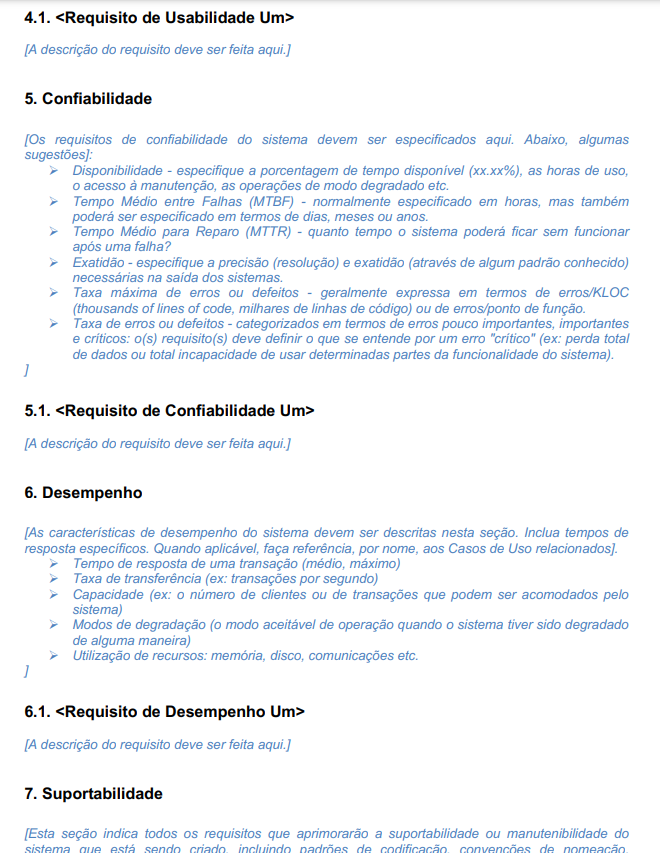 4.1. <Requisito de Usabilidade Um>
[A descrição do requisito deve ser feita aqui.]
5. Confiabilidade
[Os requisitos de confiabilidade do sistema devem ser especificados aqui. Abaixo, algumas
sugestões]:
➢ Disponibilidade - especifique a porcentagem de tempo disponível (xx.xx%), as horas de uso,
o acesso à manutenção, as operações de modo degradado etc.
➢ Tempo Médio entre Falhas (MTBF) - normalmente especificado em horas, mas também
poderá ser especificado em termos de dias, meses ou anos.
➢ Tempo Médio para Reparo (MTTR) - quanto tempo o sistema poderá ficar sem funcionar
após uma falha?
➢ Exatidão - especifique a precisão (resolução) e exatidão (através de algum padrão conhecido)
necessárias na saída dos sistemas.
➢ Taxa máxima de erros ou defeitos - geralmente expressa em termos de erros/KLOC
(thousands of lines of code, milhares de linhas de código) ou de erros/ponto de função.
➢ Taxa de erros ou defeitos - categorizados em termos de erros pouco importantes, importantes
e críticos: o(s) requisito(s) deve definir o que se entende por um erro "crítico" (ex: perda total
de dados ou total incapacidade de usar determinadas partes da funcionalidade do sistema).
]
5.1. <Requisito de Confiabilidade Um>
[A descrição do requisito deve ser feita aqui.]
6. Desempenho
[As características de desempenho do sistema devem ser descritas nesta seção. Inclua tempos de
resposta específicos. Quando aplicável, faça referência, por nome, aos Casos de Uso relacionados].
➢ Tempo de resposta de uma transação (médio, máximo)
➢ Taxa de transferência (ex: transações por segundo)
➢ Capacidade (ex: o número de clientes ou de transações que podem ser acomodados pelo
sistema)
➢ Modos de degradação (o modo aceitável de operação quando o sistema tiver sido degradado
de alguma maneira)
➢ Utilização de recursos: memória, disco, comunicações etc.
]
6.1. <Requisito de Desempenho Um>
[A descrição do requisito deve ser feita aqui.]
7. Suportabilidade
[Esta seção indica todos os requisitos que aprimorarão a suportabilidade ou manutenibilidade do
sistema que está sendo criado, incluindo padrões de codificação, convenções de nomeação,